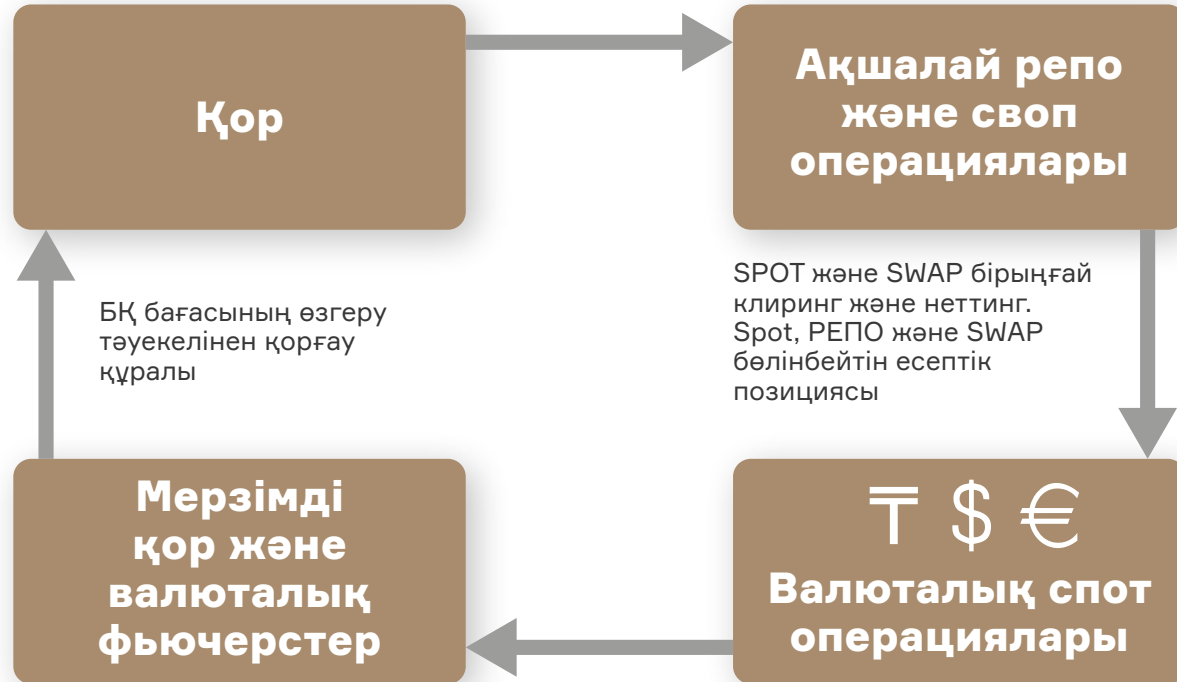 Қор
Ақшалай репо
және своп
операциялары
БҚ бағасының өзгеру
тәуекелінен қорғау
құралы
SPOT және SWAP бірыңғай
клиринг және неттинг.
Spot, РЕПО және SWAP
бөлінбейтін есептік
позициясы
Мерзімді
қор және
валюталық
фьючерстер
₸ $ €
Валюталық спот
операциялары